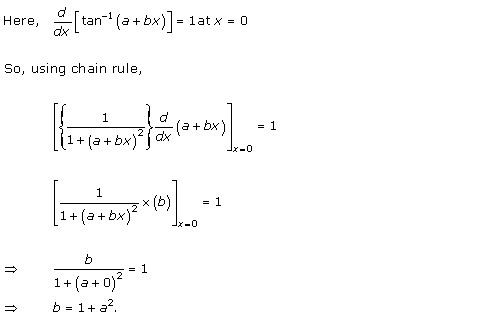 Here, d/dx [tan⁻¹(a + bx)] = 1 at x = 0
So, using chain rule,
[{1/(1+(a+bx)²)} d/dx (a+bx)]ₓ₌₀ = 1
[1/(1+(a+bx)²) × (b)]ₓ₌₀ = 1
⇒ b/(1+(a+0)²) = 1
⇒ b = 1 + a².